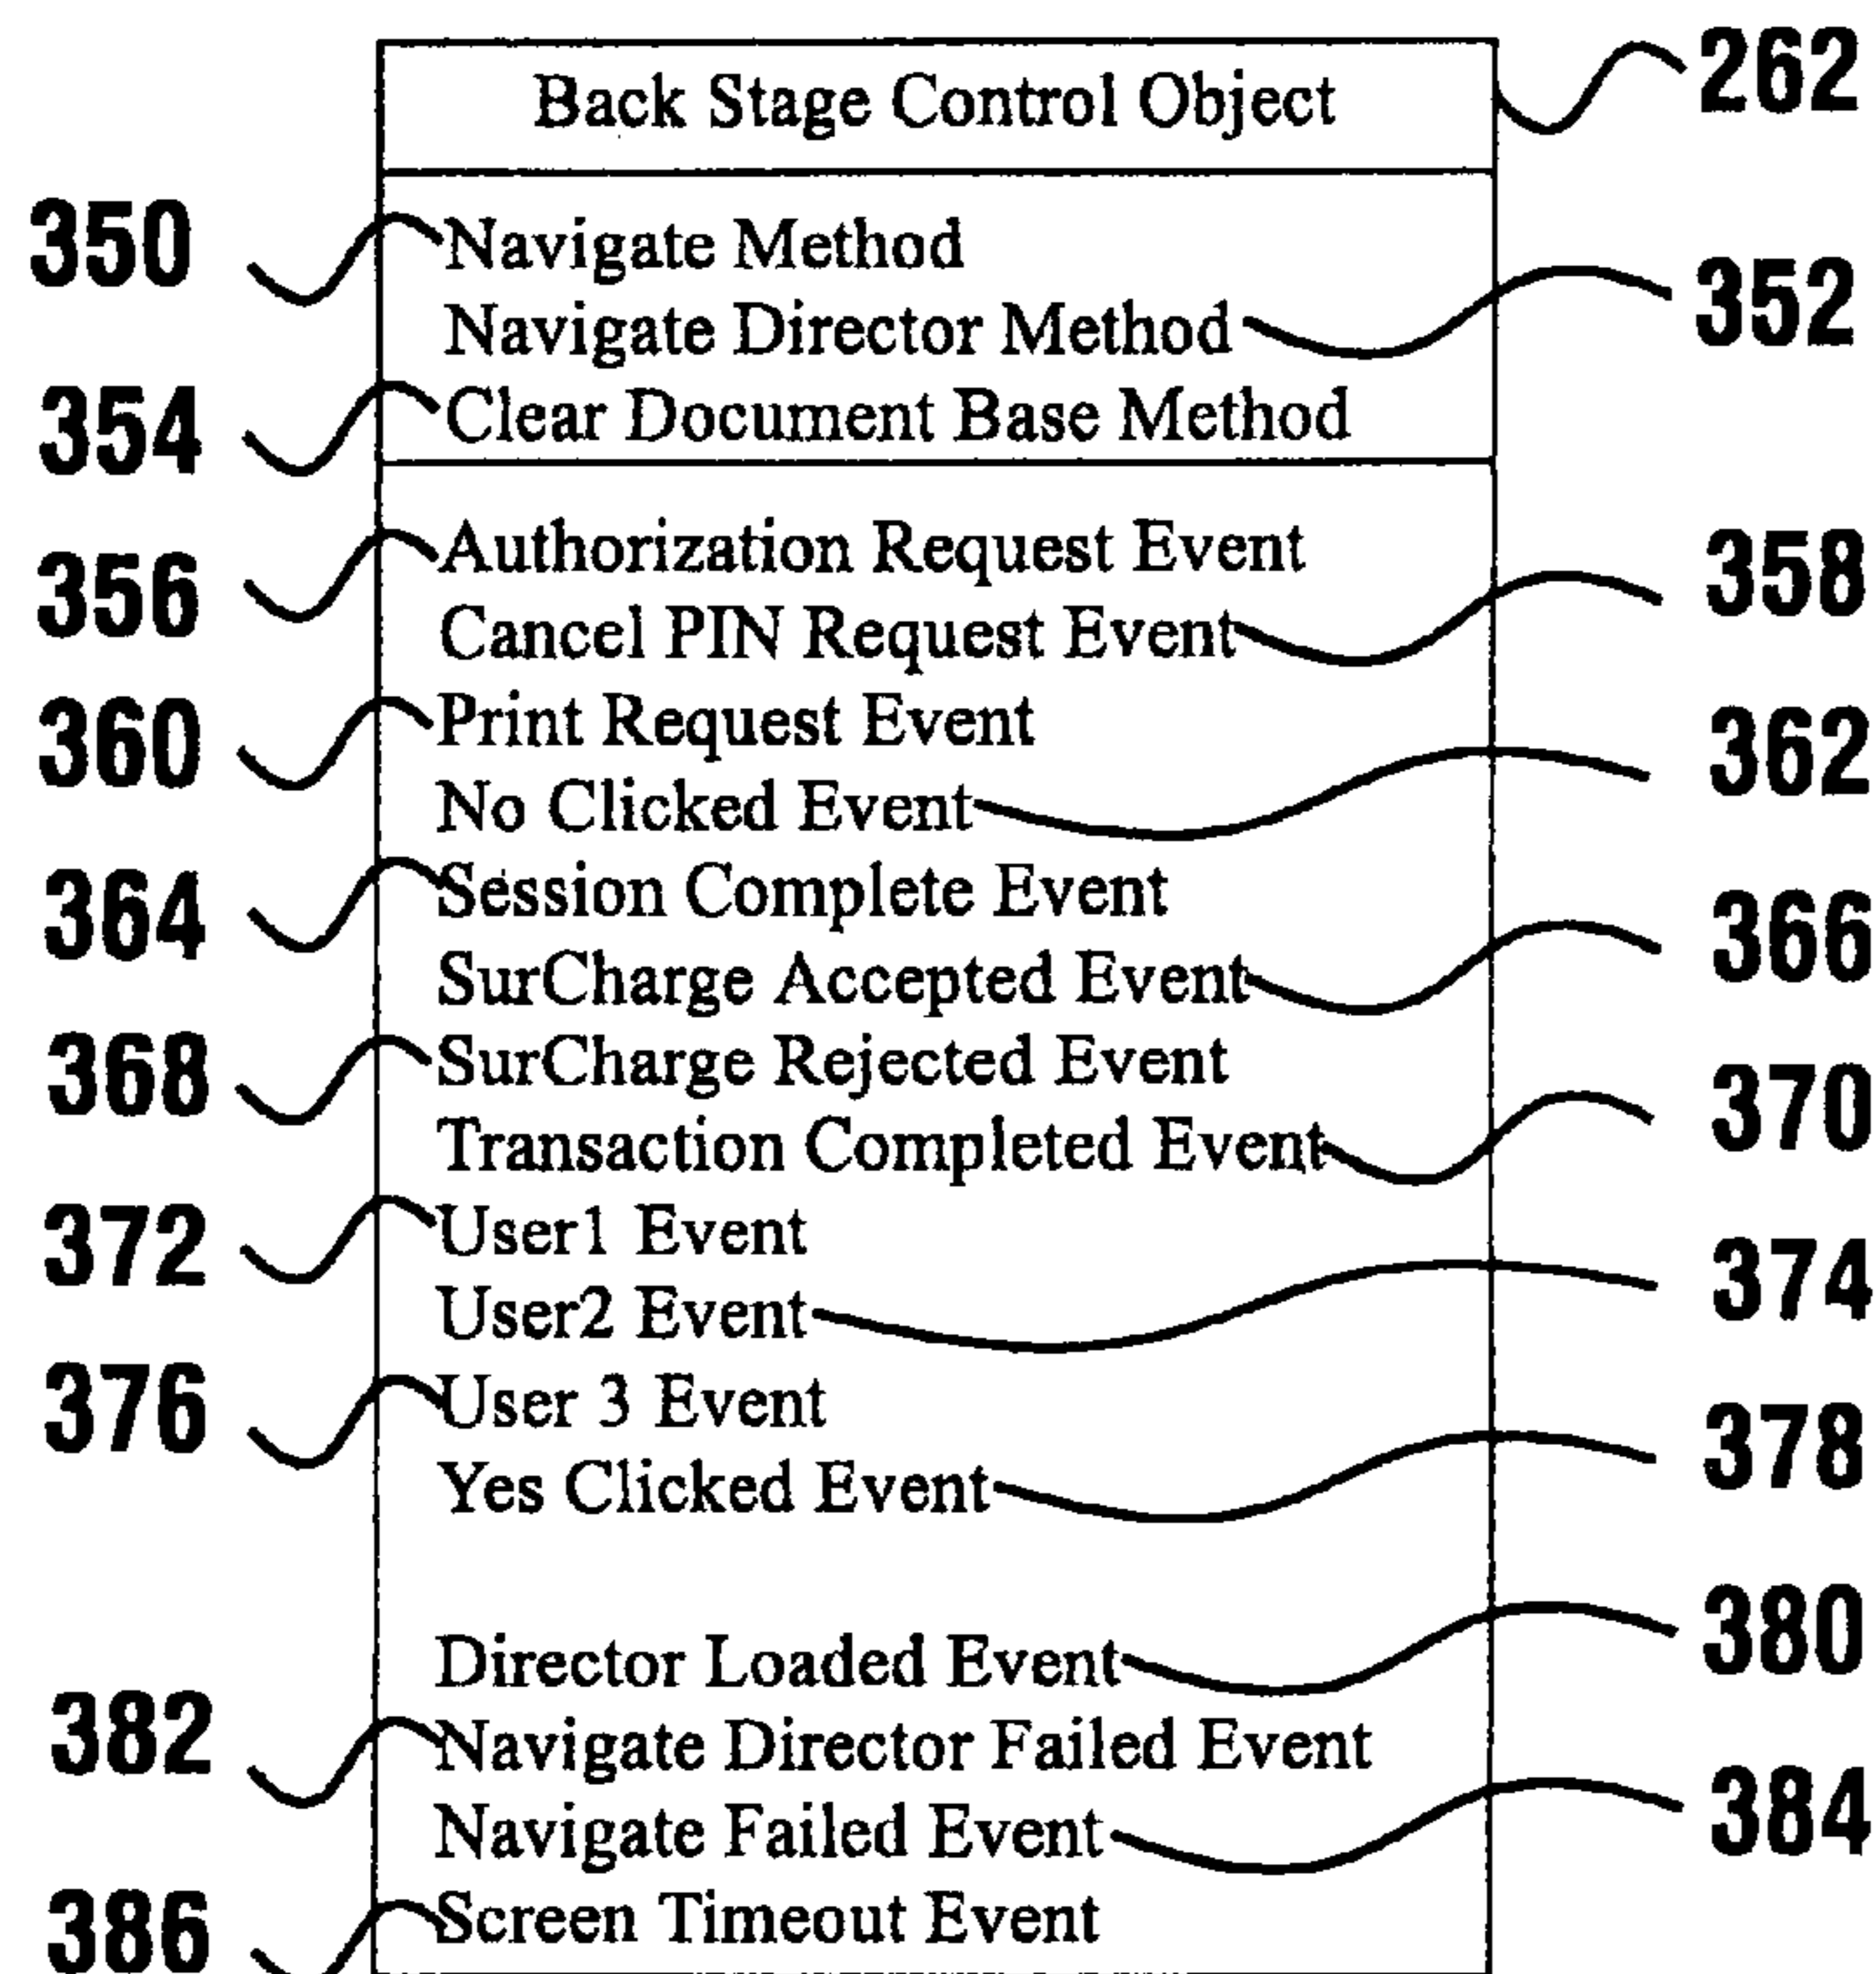 Back Stage Control Object 262
350 Navigate Method
Navigate Director Method 352
354 Clear Document Base Method
356 Authorization Request Event
Cancel PIN Request Event 358
360 Print Request Event
No Clicked Event 362
364 Session Complete Event
SurCharge Accepted Event 366
368 SurCharge Rejected Event
Transaction Completed Event 370
372 User1 Event
User2 Event 374
376 User 3 Event
Yes Clicked Event 378
Director Loaded Event 380
382 Navigate Director Failed Event
Navigate Failed Event 384
386 Screen Timeout Event